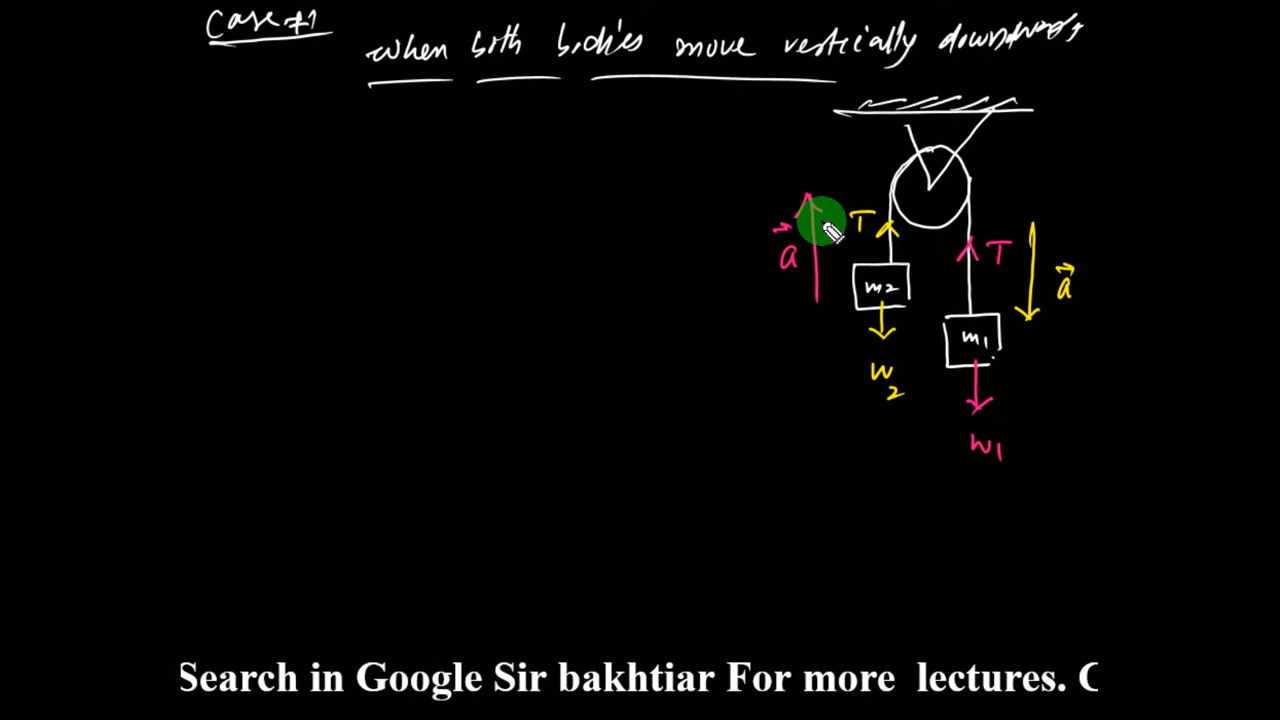 Case #1
when both bodies move vertically downwards
T
T
a
a
m2
m1
W2
W1
Search in Google Sir bakhtiar For more lectures. C